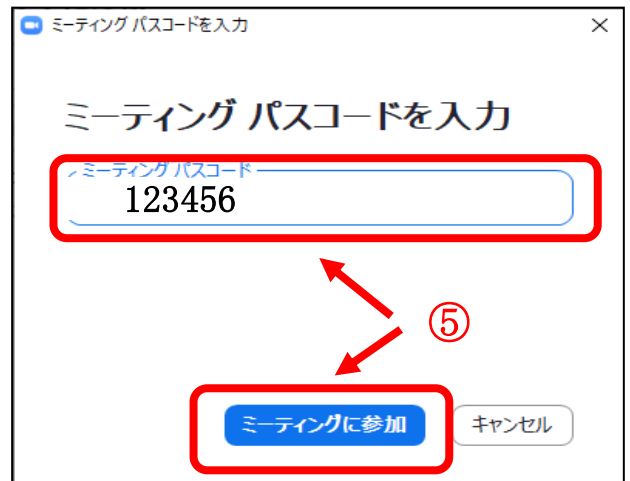 ミーティング パスコードを入力
ミーティング パスコードを入力
ミーティング パスコード
123456
⑤
ミーティングに参加 キャンセル